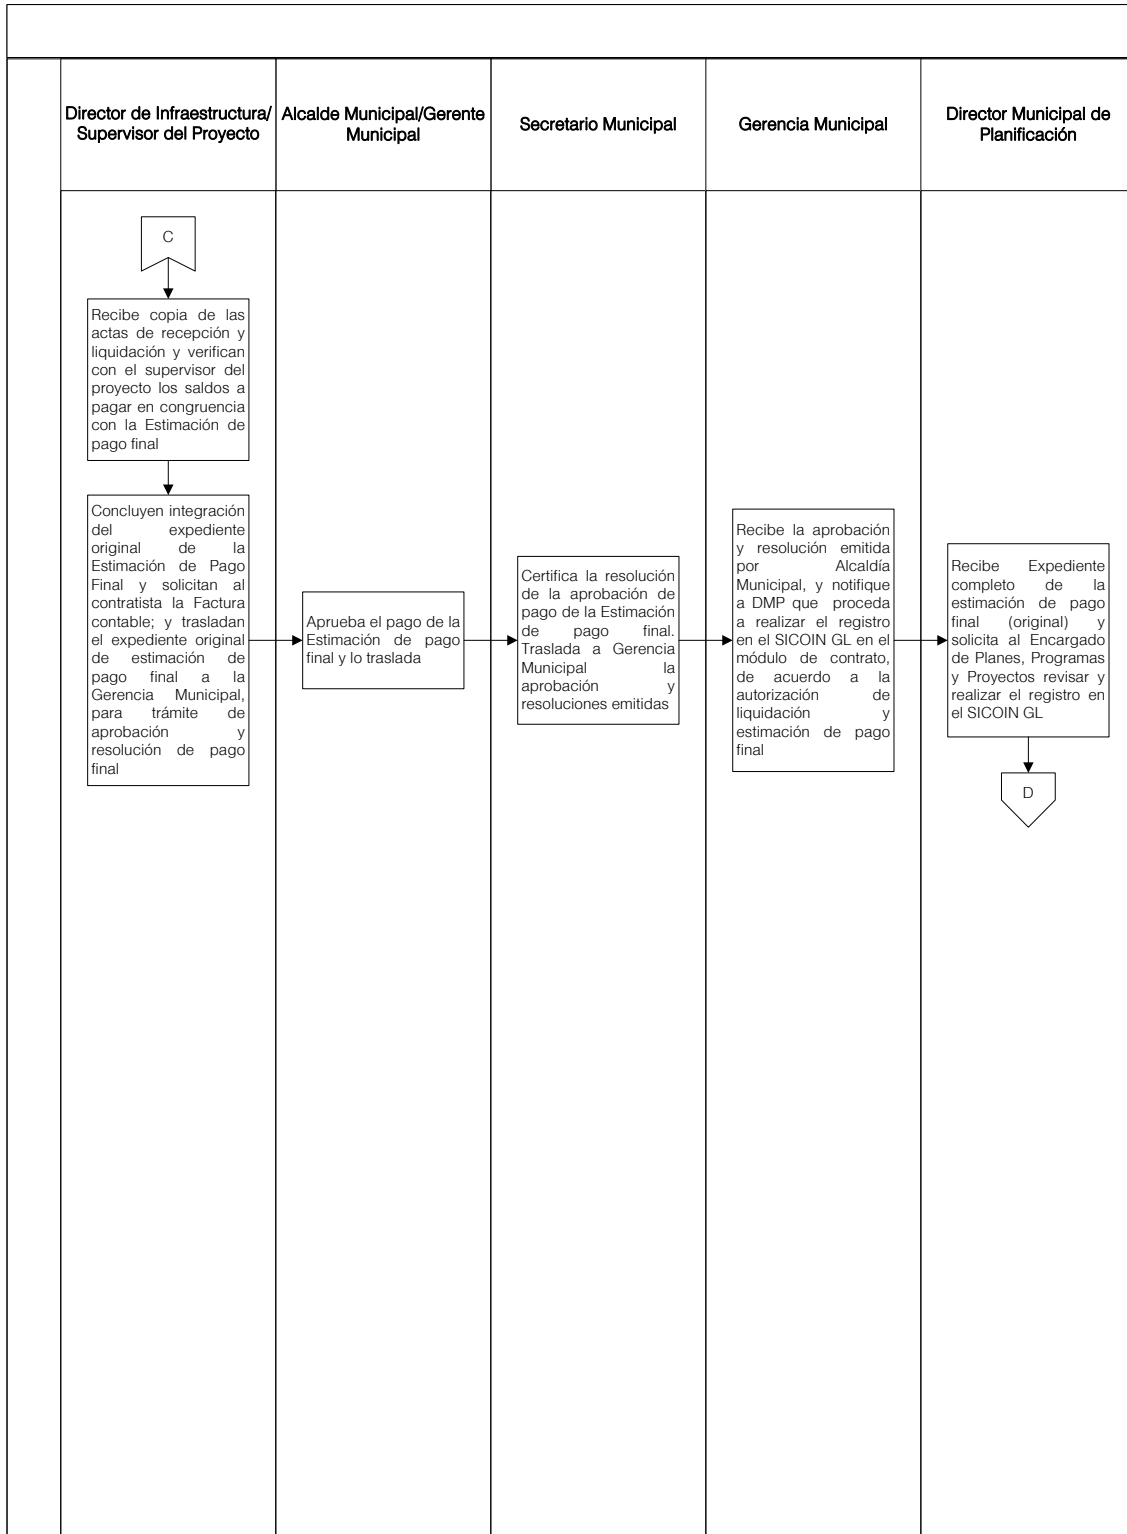 Director de Infraestructura/
Supervisor del Proyecto
Alcalde Municipal/Gerente
Municipal
Secretario Municipal
Gerencia Municipal
Director Municipal de
Planificación
C
Recibe copia de las
actas de recepción y
liquidación y verifican
con el supervisor del
proyecto los saldos a
pagar en congruencia
con la Estimación de
pago final
Concluyen integración
del expediente
original de la
Estimación de Pago
Final y solicitan al
contratista la Factura
contable; y trasladan
el expediente original
de estimación de
pago final a la
Gerencia Municipal,
para trámite de
aprobación y
resolución de pago
final
Aprueba el pago de la
Estimación de pago
final y lo traslada
Certifica la resolución
de la aprobación de
pago de la Estimación
de pago final.
Traslada a Gerencia
Municipal la
aprobación y
resoluciones emitidas
Recibe la aprobación
y resolución emitida
por Alcaldía
Municipal, y notifique
a DMP que proceda
a realizar el registro
en el SICOIN GL en el
módulo de contrato,
de acuerdo a la
autorización de
liquidación y
estimación de pago
final
Recibe Expediente
completo de la
estimación de pago
final (original) y
solicita al Encargado
de Planes, Programas
y Proyectos revisar y
realizar el registro en
el SICOIN GL
D